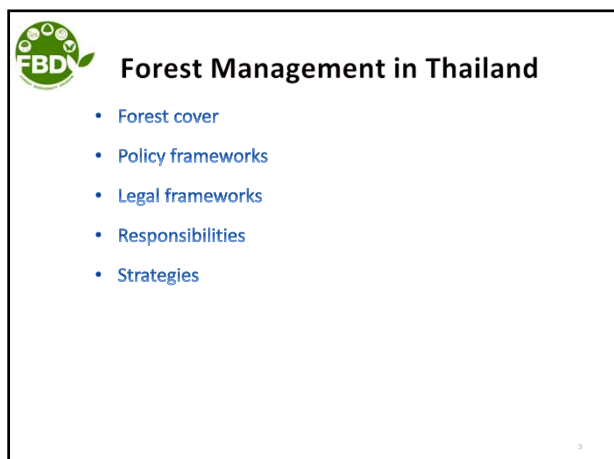 FBD
Forest Management in Thailand
• Forest cover
• Policy frameworks
• Legal frameworks
• Responsibilities
• Strategies
3